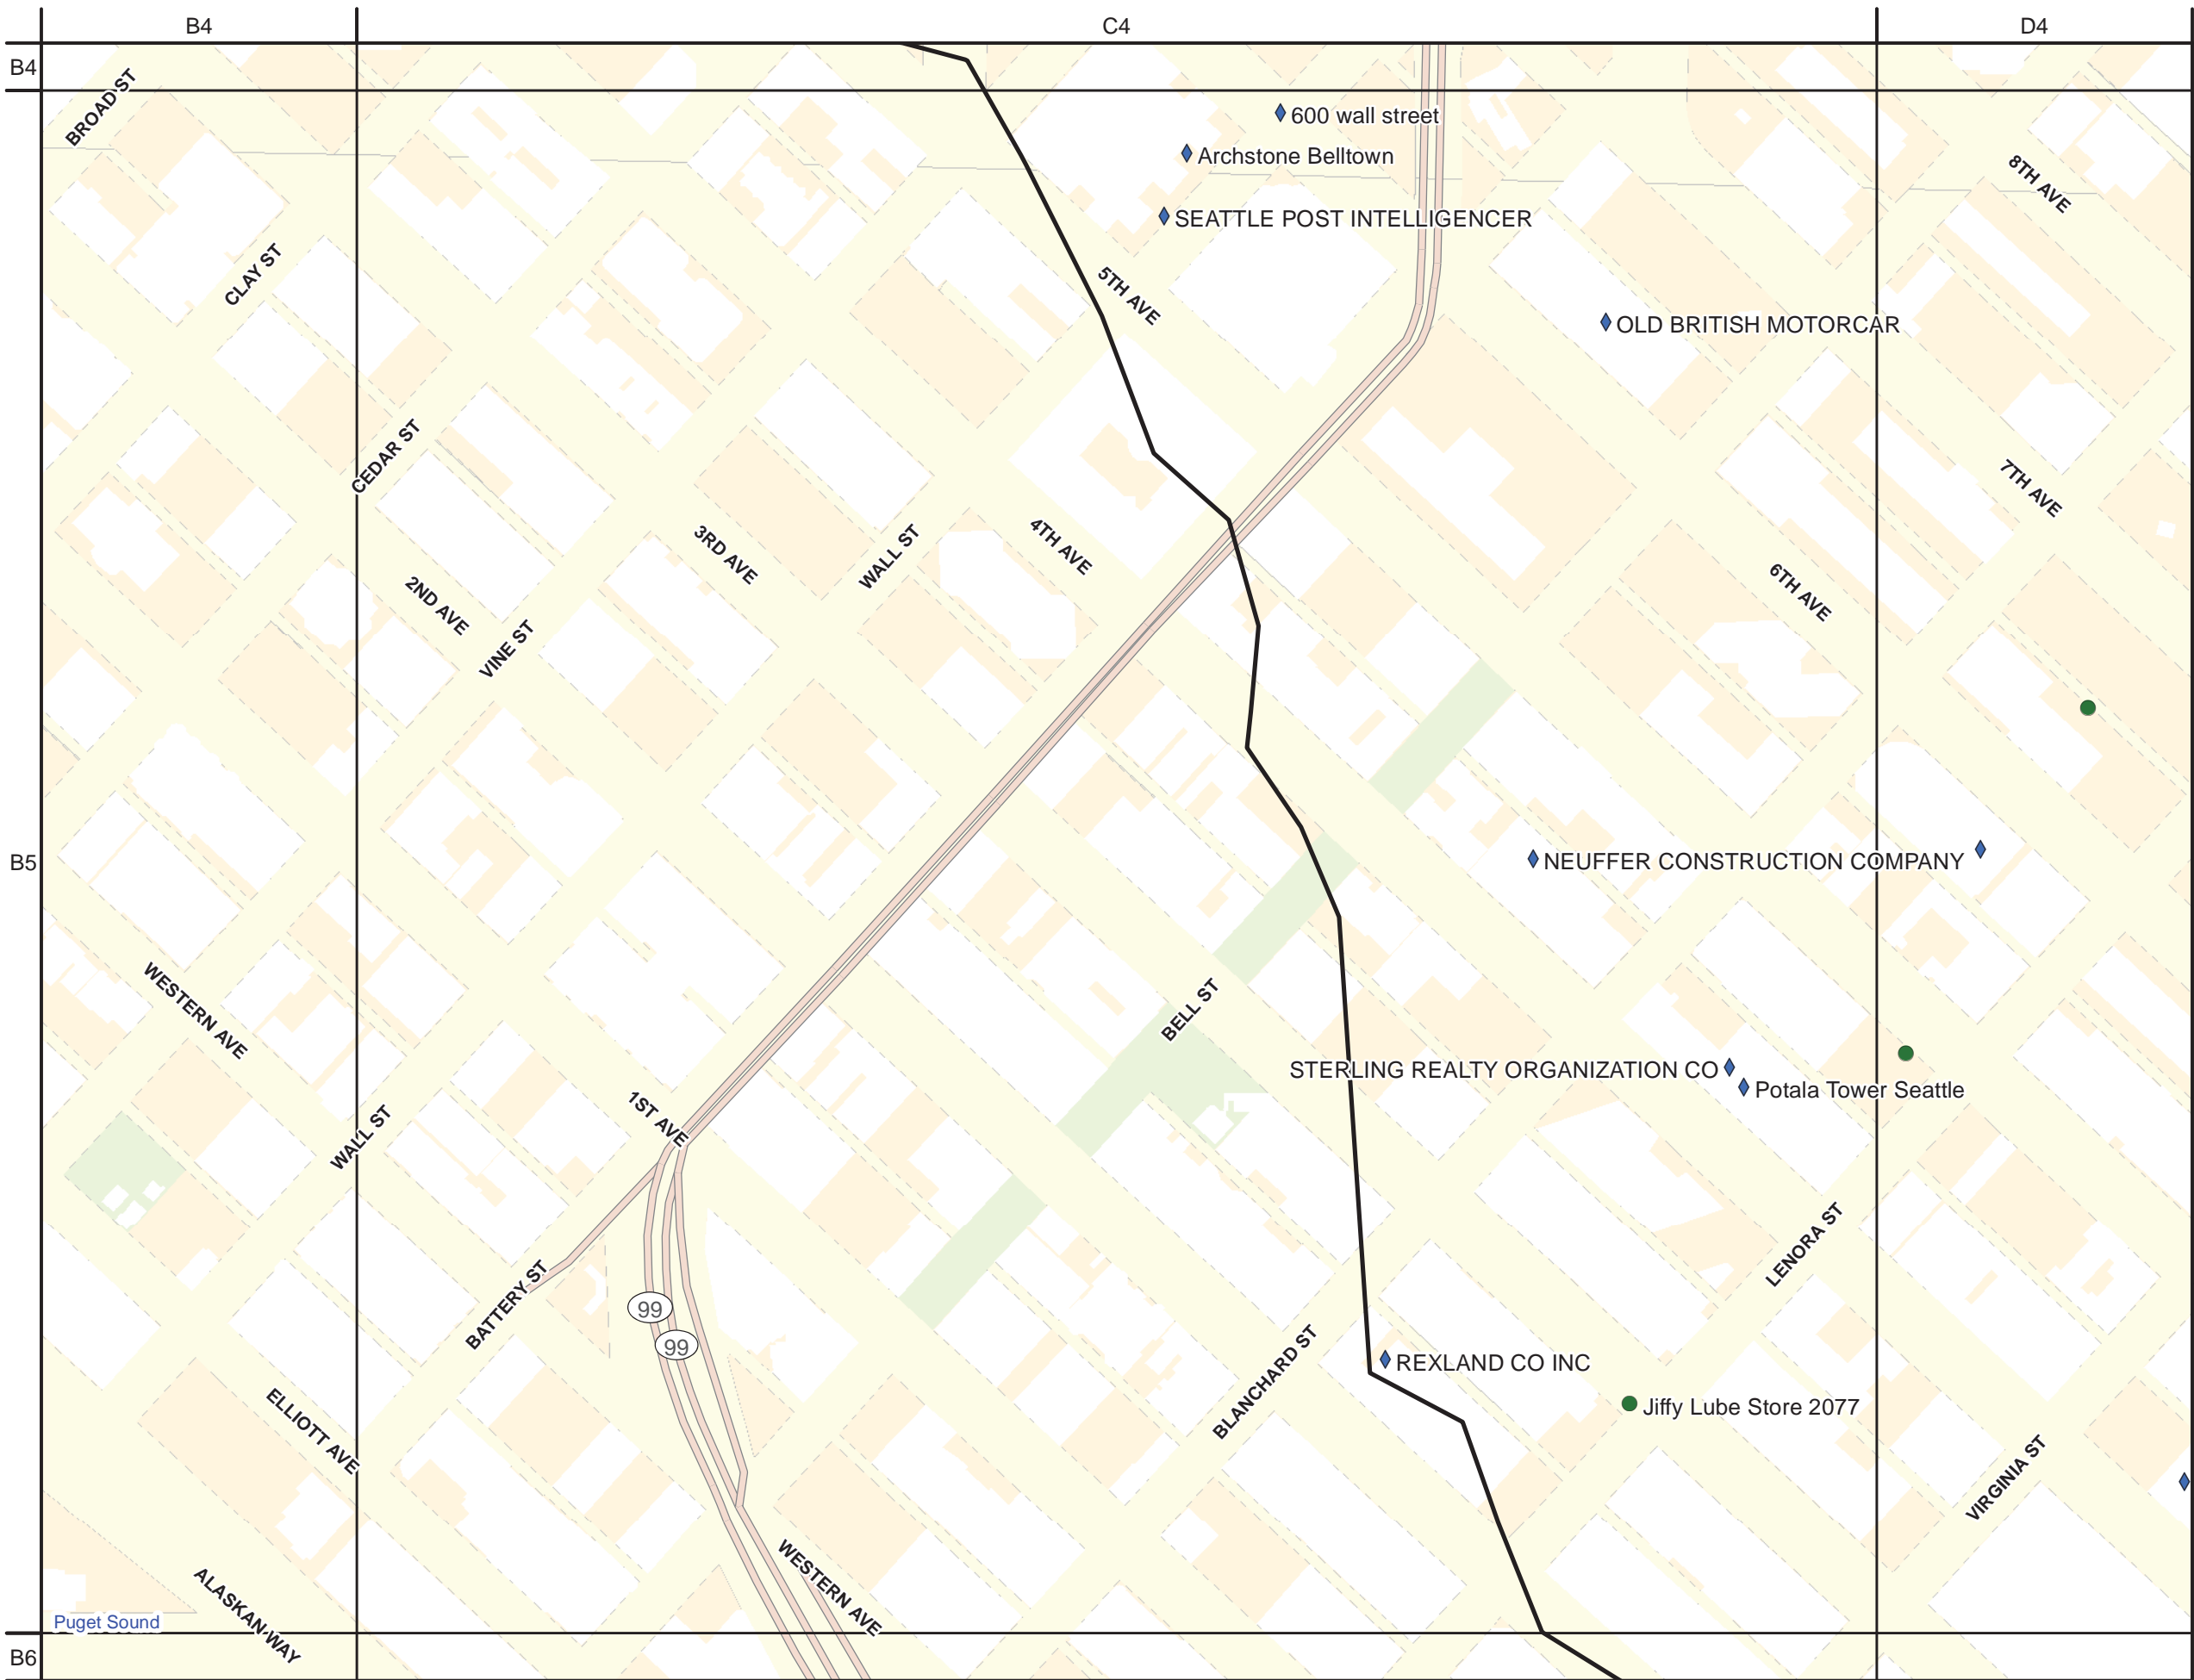 B4
C4
D4
B4
BROAD ST
600 wall street
Archstone Belltown
8TH AVE
SEATTLE POST INTELLIGENCER
CLAY ST
5TH AVE
OLD BRITISH MOTORCAR
CEDAR ST
7TH AVE
3RD AVE
WALL ST
4TH AVE
2ND AVE
6TH AVE
VINE ST
B5
NEUFFER CONSTRUCTION COMPANY
WESTERN AVE
BELL ST
STERLING REALTY ORGANIZATION CO
Potala Tower Seattle
1ST AVE
WALL ST
LENORA ST
BATTERY ST
99
99
REXLAND CO INC
BLANCHARD ST
Jiffy Lube Store 2077
ELLIOTT AVE
VIRGINIA ST
WESTERN AVE
ALASKAN WAY
Puget Sound
B6